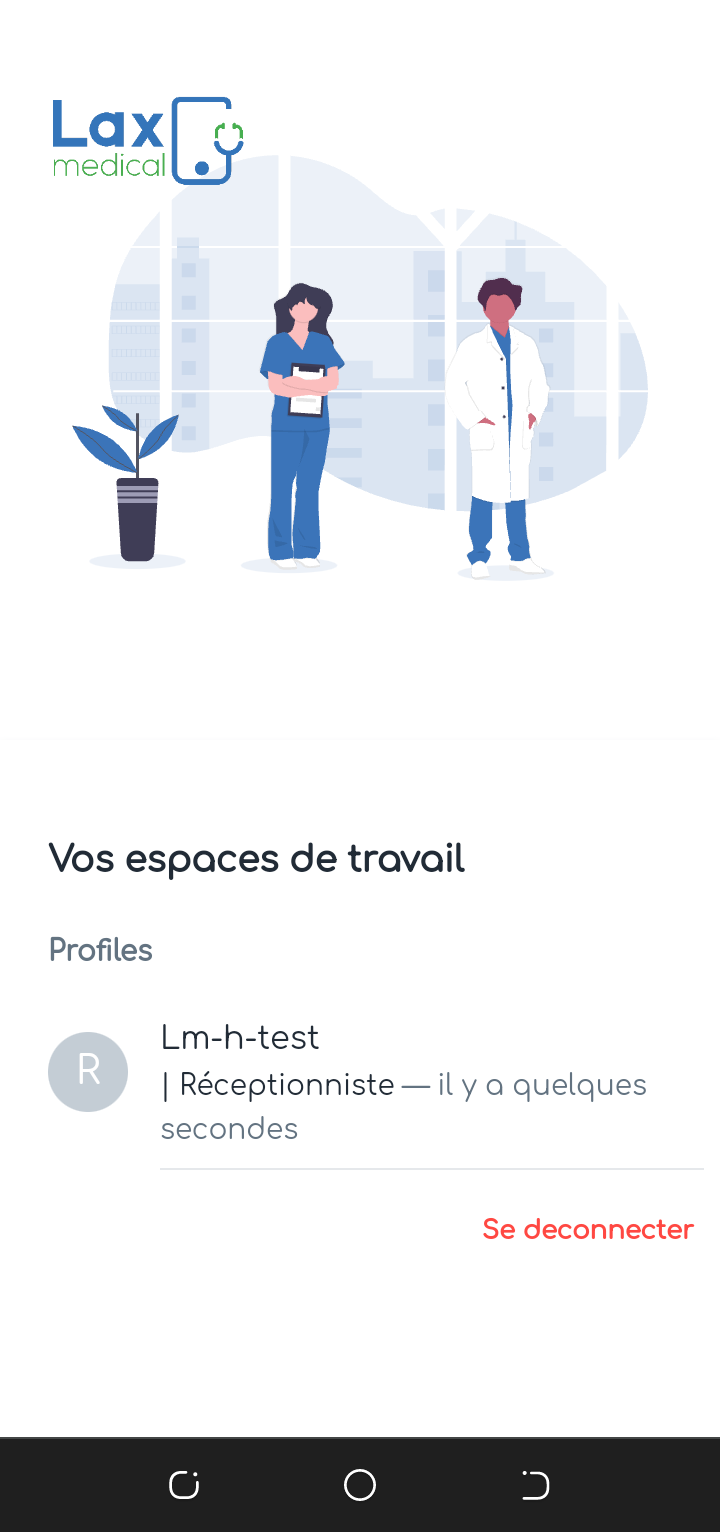 Lax
medical
Vos espaces de travail
Profiles
R
Lm-h-test
| Réceptionniste — il y a quelques
secondes
Se deconnecter